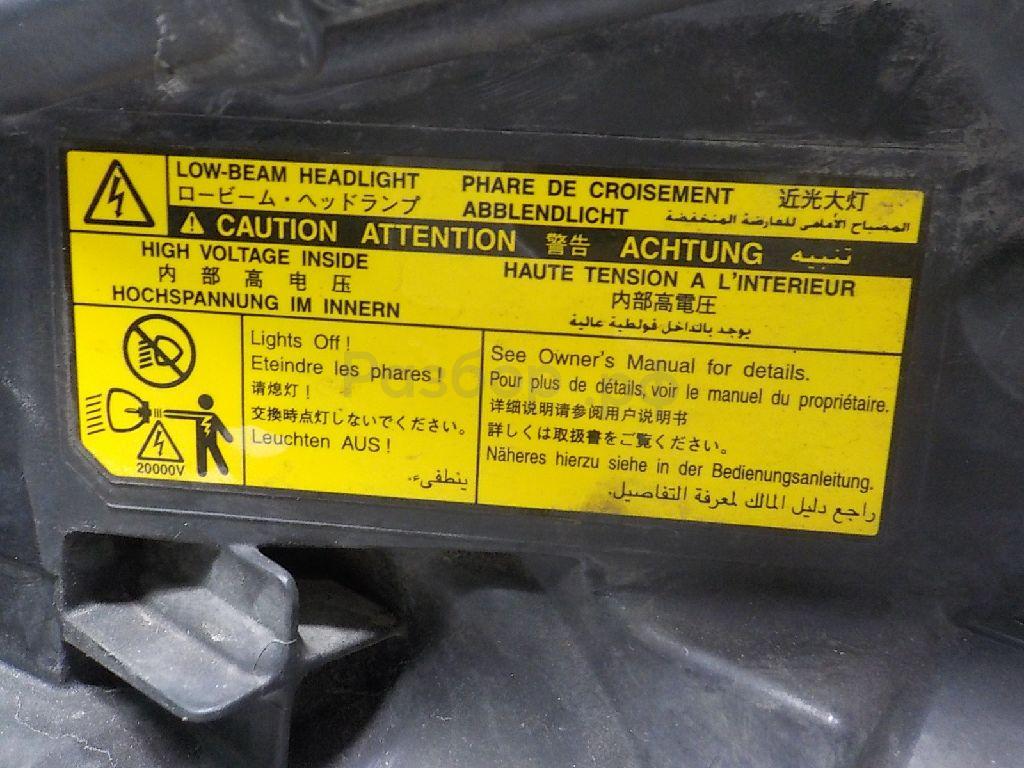 LOW-BEAM HEADLIGHT PHARE DE CROISEMENT 近光大灯
ロービーム・ヘッドランプ ABBLENDLICHT المصباح الأمامى للعارضة المنخفضة
CAUTION ATTENTION 警告 ACHTUNG تنبيه
HIGH VOLTAGE INSIDE
内部高电压
HOCHSPANNUNG IM INNERN
HAUTE TENSION A L'INTERIEUR
内部高電圧
يوجد بالداخل فولطية عالية
20000V
Lights Off !
Eteindre les phares !
请熄灯！
交換時点灯しないでください。
Leuchten AUS !
ينطفىء.
See Owner's Manual for details.
Pour plus de détails, voir le manuel du propriétaire.
详细说明请参阅用户说明书
詳しくは取扱書をご覧ください。
Näheres hierzu siehe in der Bedienungsanleitung.
راجع دليل المالك لمعرفة التفاصيل.